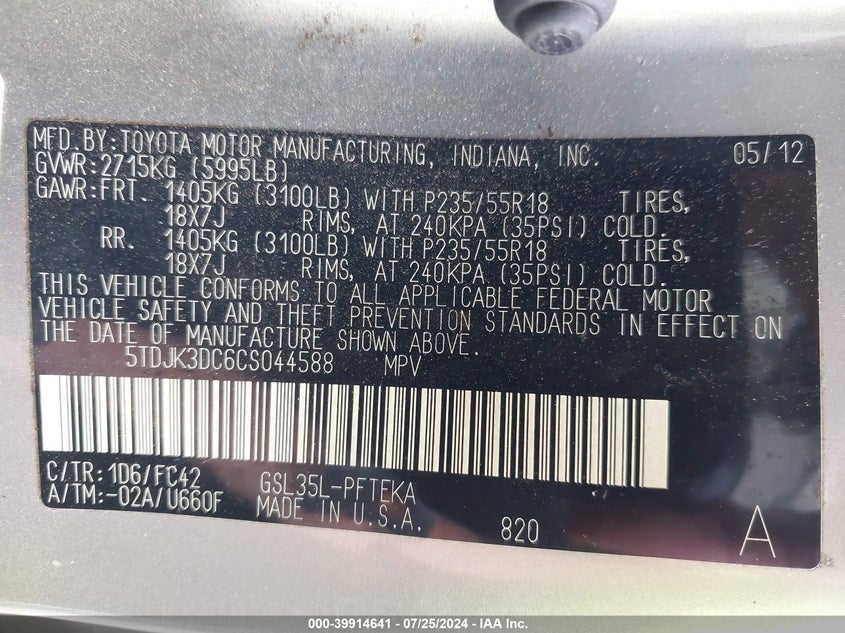 MFD.BY:TOYOTA MOTOR MANUFACTURING, INDIANA, INC. 05/12
GVWR:2715KG (5995LB)
GAWR:FRT. 1405KG (3100LB) WITH P235/55R18 TIRES,
18X7J RIMS, AT 240KPA (35PSI) COLD.
RR. 1405KG (3100LB) WITH P235/55R18 TIRES,
18X7J RIMS, AT 240KPA (35PSI) COLD.
THIS VEHICLE CONFORMS TO ALL APPLICABLE FEDERAL MOTOR
VEHICLE SAFETY AND THEFT PREVENTION STANDARDS IN EFFECT ON
THE DATE OF MANUFACTURE SHOWN ABOVE.
5TDJK3DC6CS044588 MPV
C/TR:1D6/FC42 GSL35L-PFTEKA
A/TM:-02A/U660F MADE IN U.S.A. 820 A
000-39914641 - 07/25/2024 - IAA Inc.